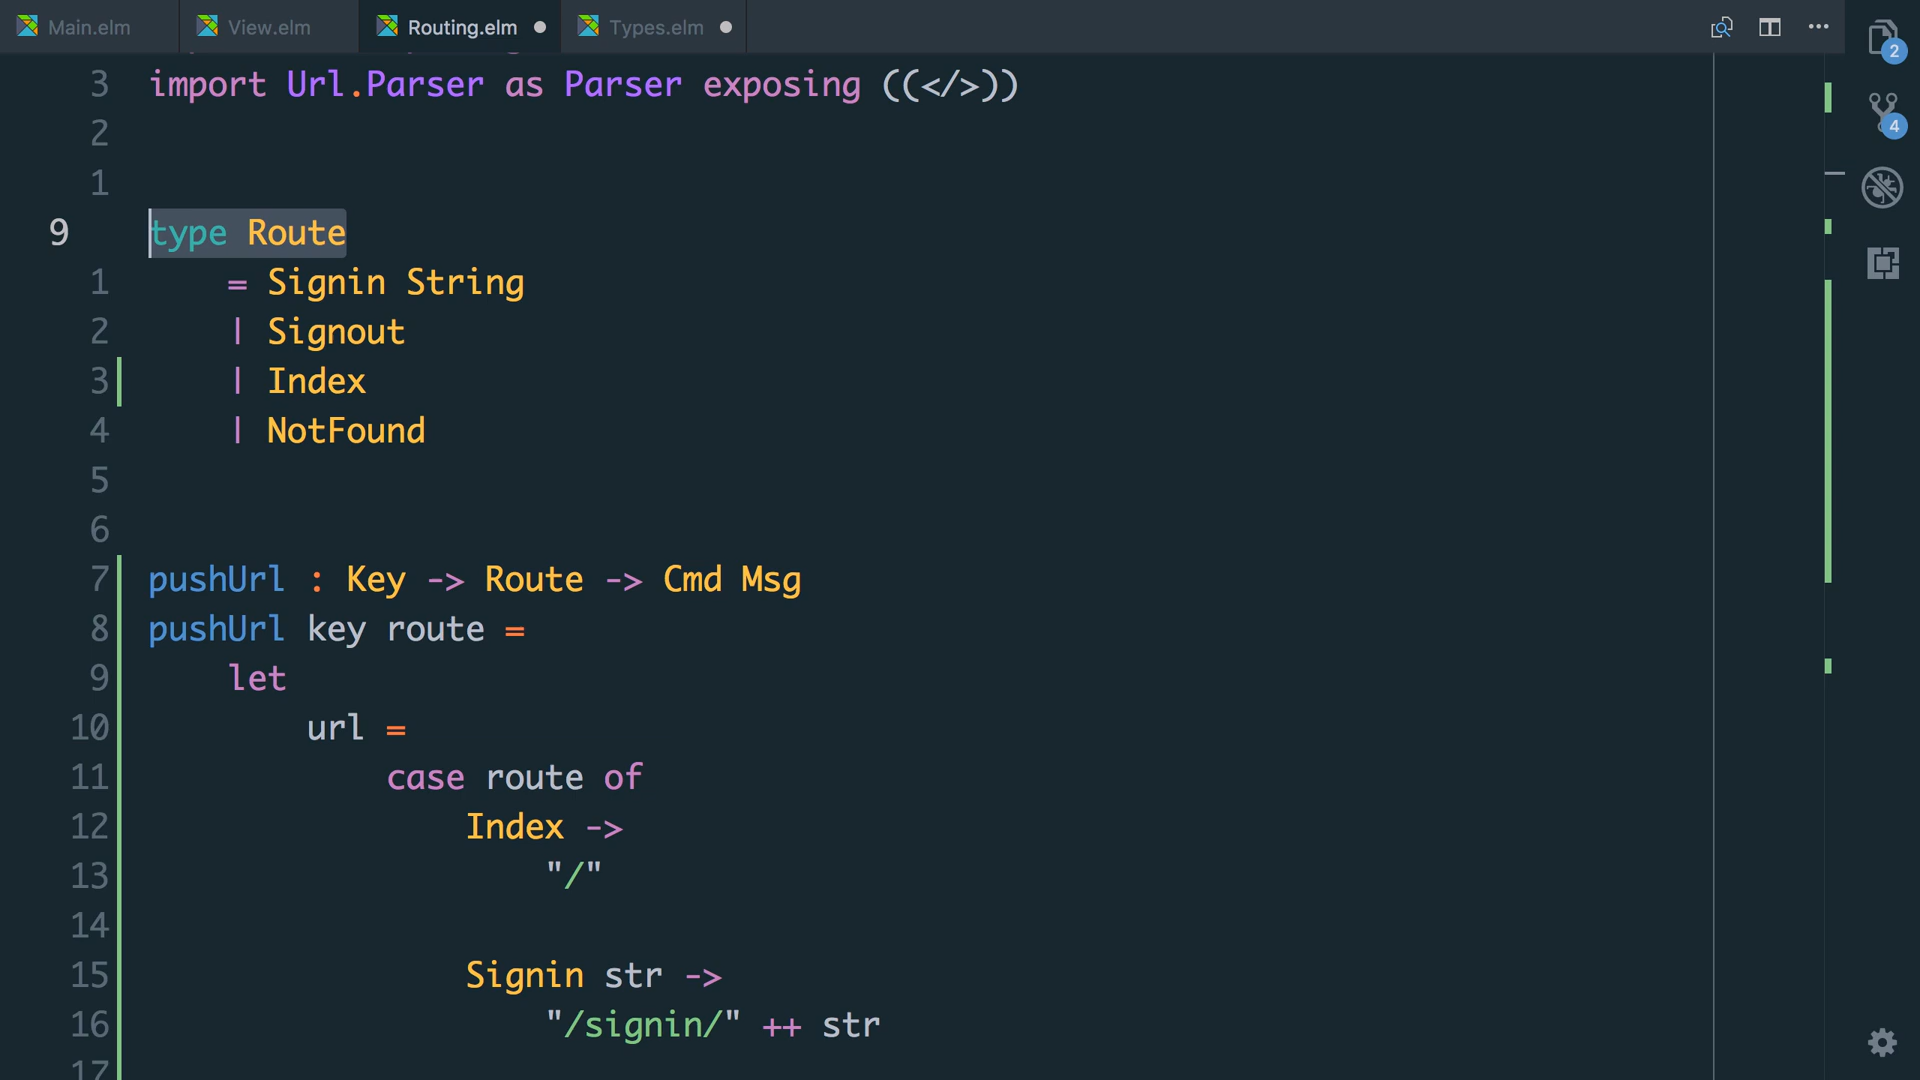 Main.elm View.elm Routing.elm Types.elm
3 import Url.Parser as Parser exposing ((</>)) 2
2 4
1
9 type Route
1 = Signin String
2 | Signout
3 | Index
4 | NotFound
5
6
7 pushUrl : Key -> Route -> Cmd Msg
8 pushUrl key route =
9 let
10 url =
11 case route of
12 Index ->
13 "/"
14
15 Signin str ->
16 "/signin/" ++ str
17